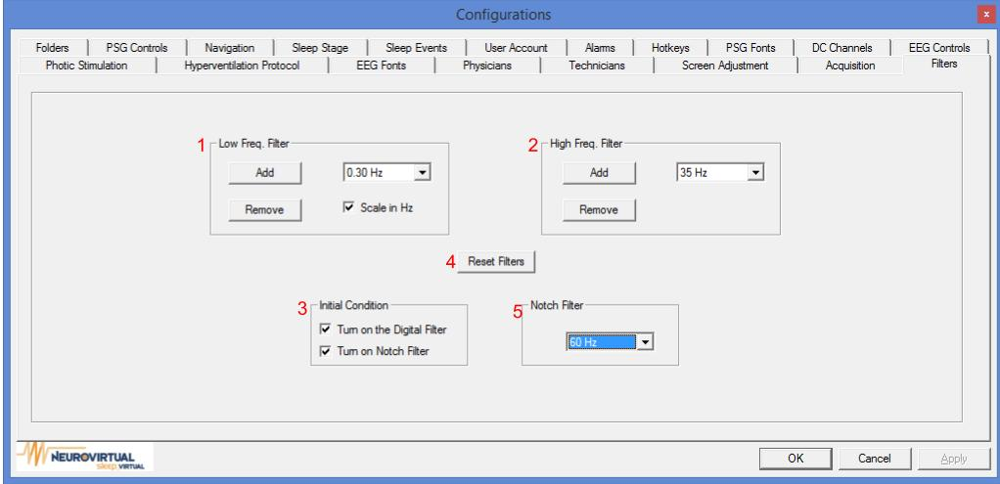 Configurations
x
Folders PSG Controls Navigation Sleep Stage Sleep Events User Account Alarms Hotkeys PSG Fonts DC Channels EEG Controls
Photic Stimulation Hyperventilation Protocol EEG Fonts Physicians Technicians Screen Adjustment Acquisition Filters
1 Low Freq. Filter 2 High Freq. Filter
Add 0.30 Hz Add 35 Hz
Remove Scale in Hz Remove
4 Reset Filters
3 Initial Condition 5 Notch Filter
Turn on the Digital Filter
60 Hz
Turn on Notch Filter
NEUROVIRTUAL
SLEEP VIRTUAL
OK Cancel Apply